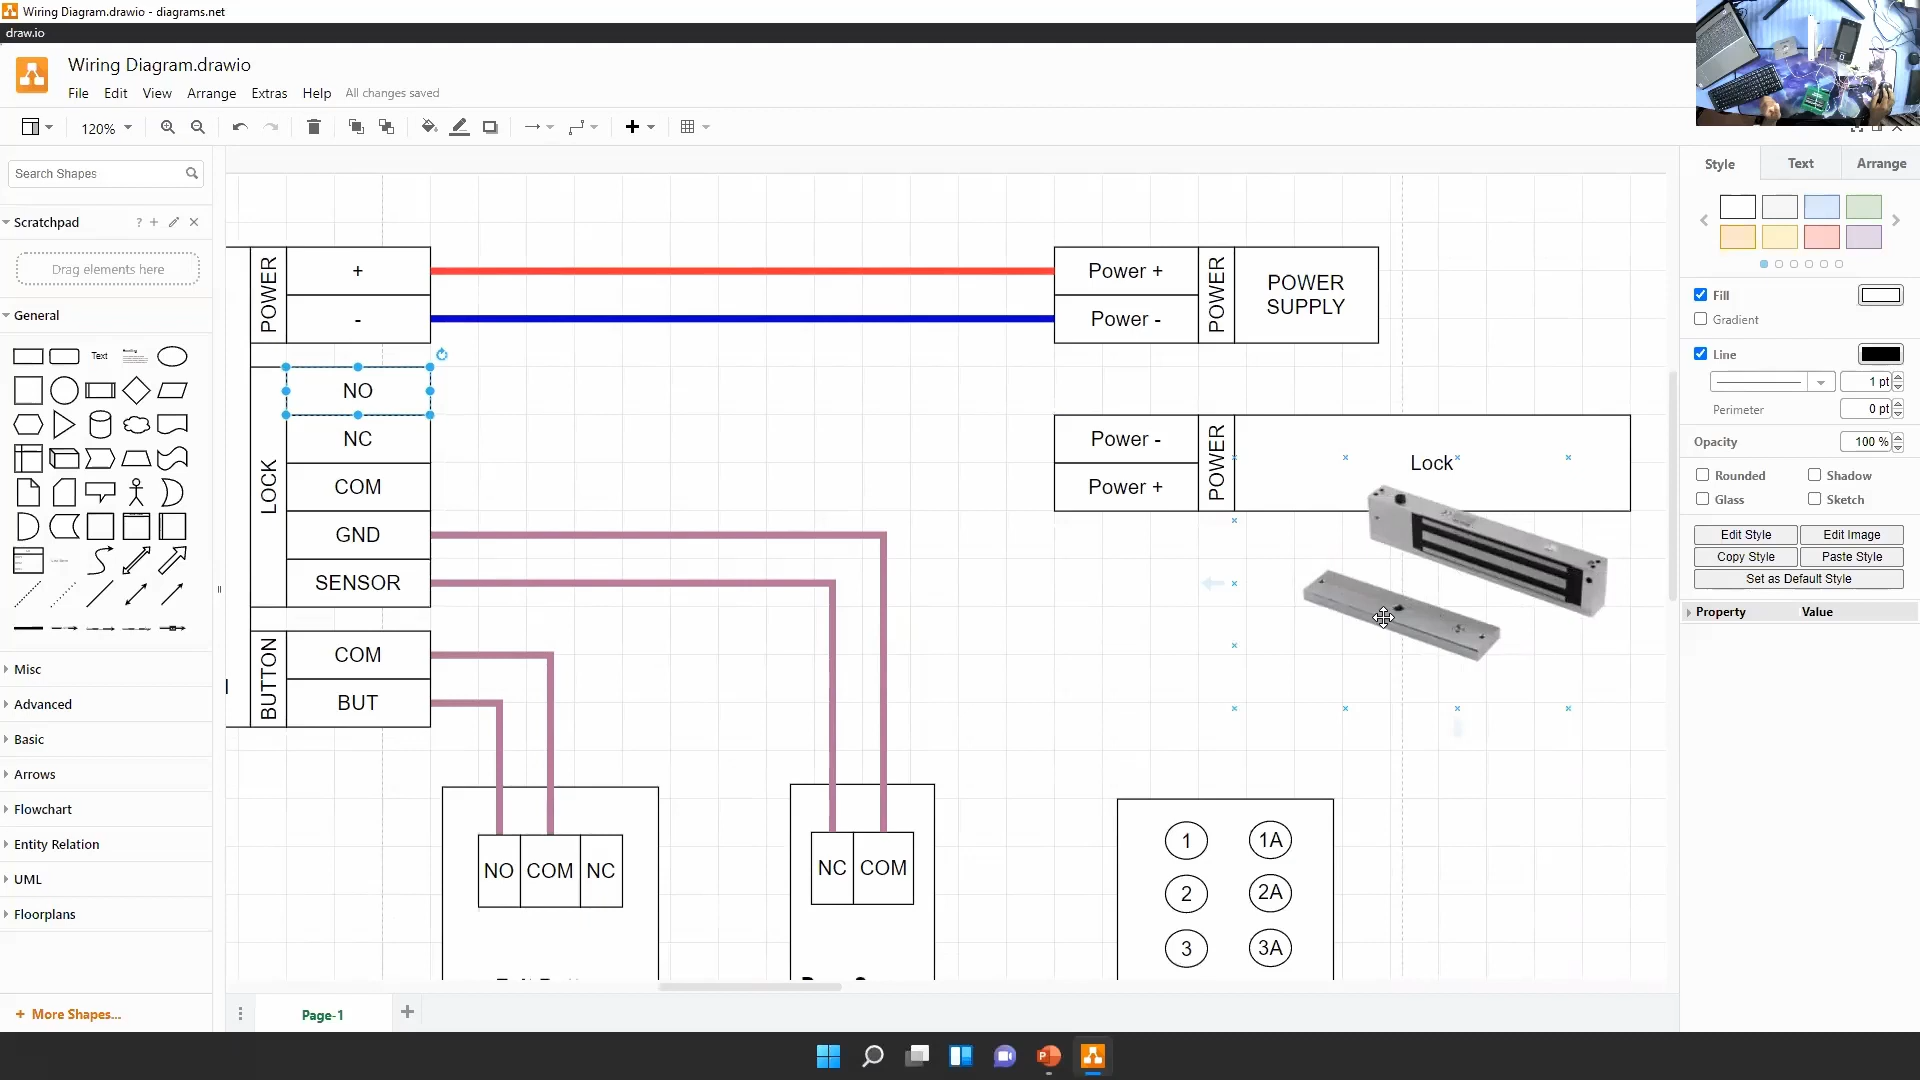 Wiring Diagram.drawio - diagrams.net
draw.io
Wiring Diagram.drawio
File Edit View Arrange Extras Help All changes saved
120%
Search Shapes
Scratchpad ?
Drag elements here
General
Text
Misc
Advanced
Basic
Arrows
Flowchart
Entity Relation
UML
Floorplans
+ More Shapes...
POWER
+
-
LOCK
NO
NC
COM
GND
SENSOR
BUTTON
COM
BUT
Power +
Power -
POWER
POWER
SUPPLY
Power -
Power +
POWER
Lock
NO COM NC
NC COM
1 1A
2 2A
3 3A
Page-1
Style Text Arrange
Fill
Gradient
Line
1 pt
Perimeter 0 pt
Opacity 100 %
Rounded Shadow
Glass Sketch
Edit Style Edit Image
Copy Style Paste Style
Set as Default Style
Property Value